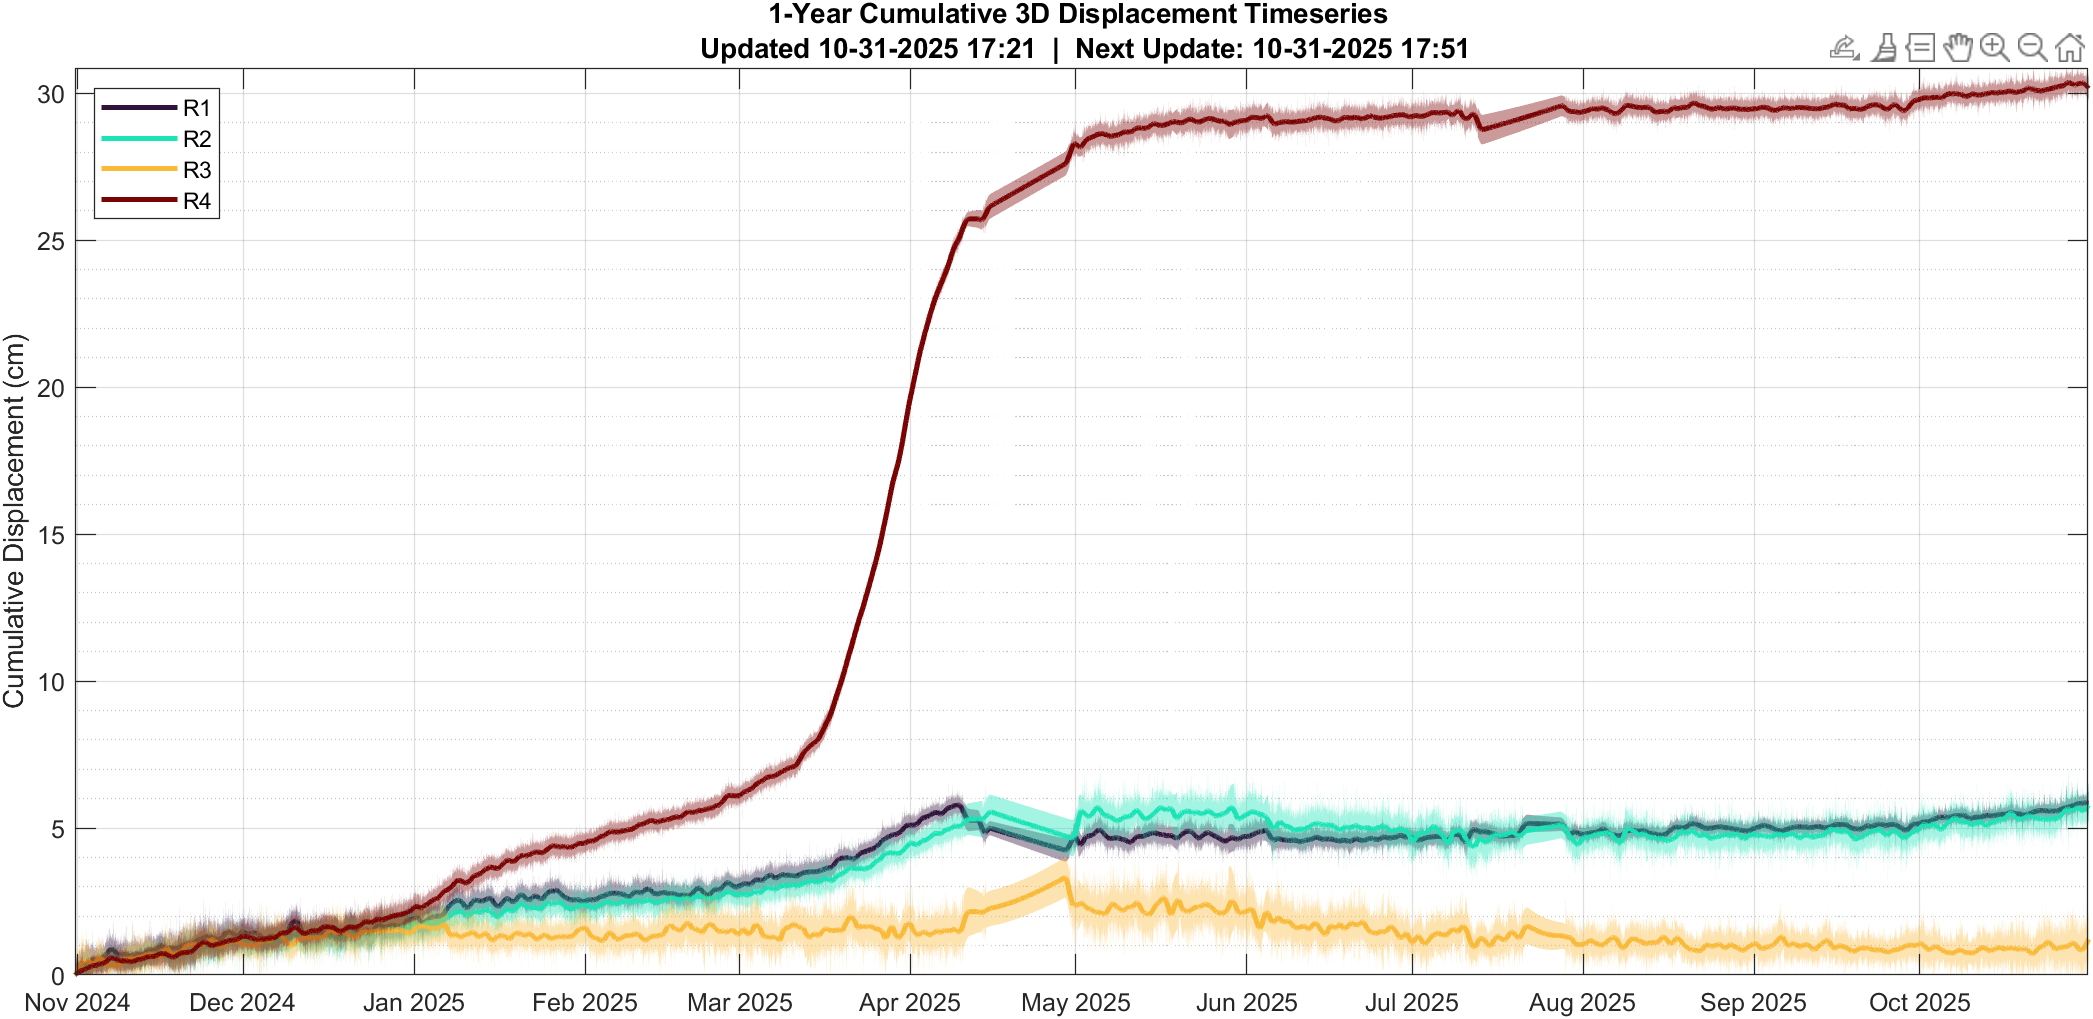 1-Year Cumulative 3D Displacement Timeseries
Updated 10-31-2025 17:21 | Next Update: 10-31-2025 17:51
R1
R2
R3
R4
Cumulative Displacement (cm)
30
25
20
15
10
5
0
Nov 2024 Dec 2024 Jan 2025 Feb 2025 Mar 2025 Apr 2025 May 2025 Jun 2025 Jul 2025 Aug 2025 Sep 2025 Oct 2025